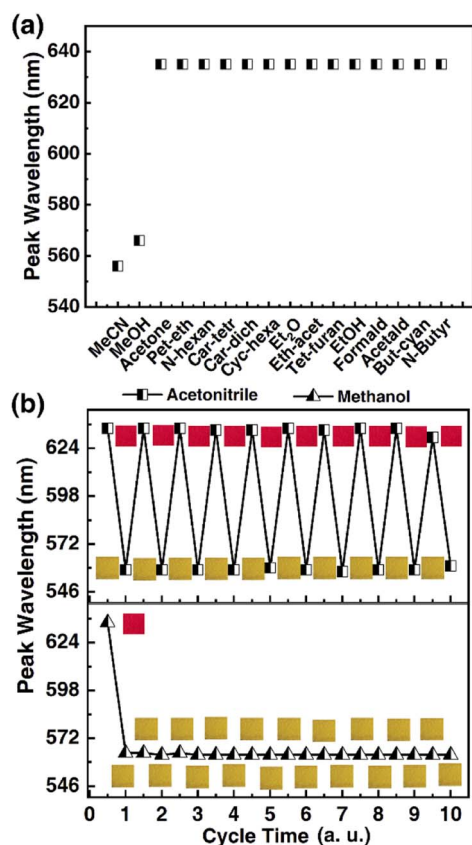 (a)
640
620
600
580
560
540
Peak Wavelength (nm)
MeCN
MeOH
Acetone
Pet-eth
N-hexan
Car-tetr
Car-dich
Cyc-hexa
Et2O
Eth-acet
Tet-furan
EtOH
Formald
Acetald
But-cyan
N-Butyr
Acetonitrile Methanol
(b)
624
598
572
546
Peak Wavelength (nm)
624
598
572
546
Peak Wavelength (nm)
0 1 2 3 4 5 6 7 8 9 10
Cycle Time (a. u.)